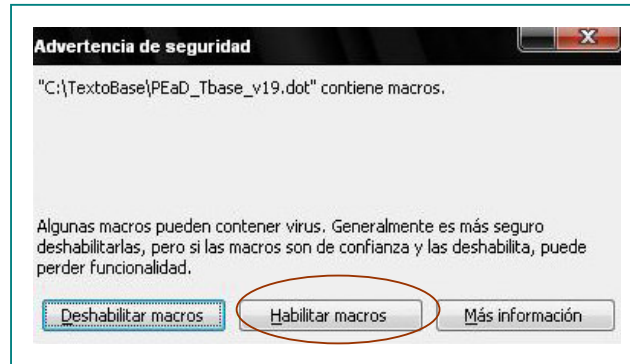 Advertencia de seguridad
"C:\TextoBase\PEaD_Tbase_v19.dot" contiene macros.
Algunas macros pueden contener virus. Generalmente es más seguro
deshabilitarlas, pero si las macros son de confianza y las deshabilita, puede
perder funcionalidad.
Deshabilitar macros Habilitar macros Más información